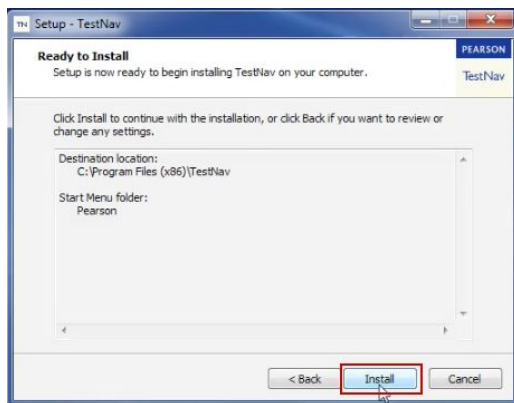 TN Setup - TestNav
Ready to Install
Setup is now ready to begin installing TestNav on your computer.
PEARSON
TestNav
Click Install to continue with the installation, or click Back if you want to review or
change any settings.
Destination location:
C:\Program Files (x86)\TestNav
Start Menu folder:
Pearson
< Back
Install
Cancel